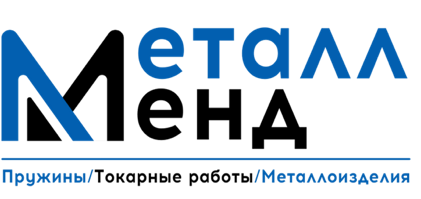 Металл
Менд
Пружины/Токарные работы/Металлоизделия